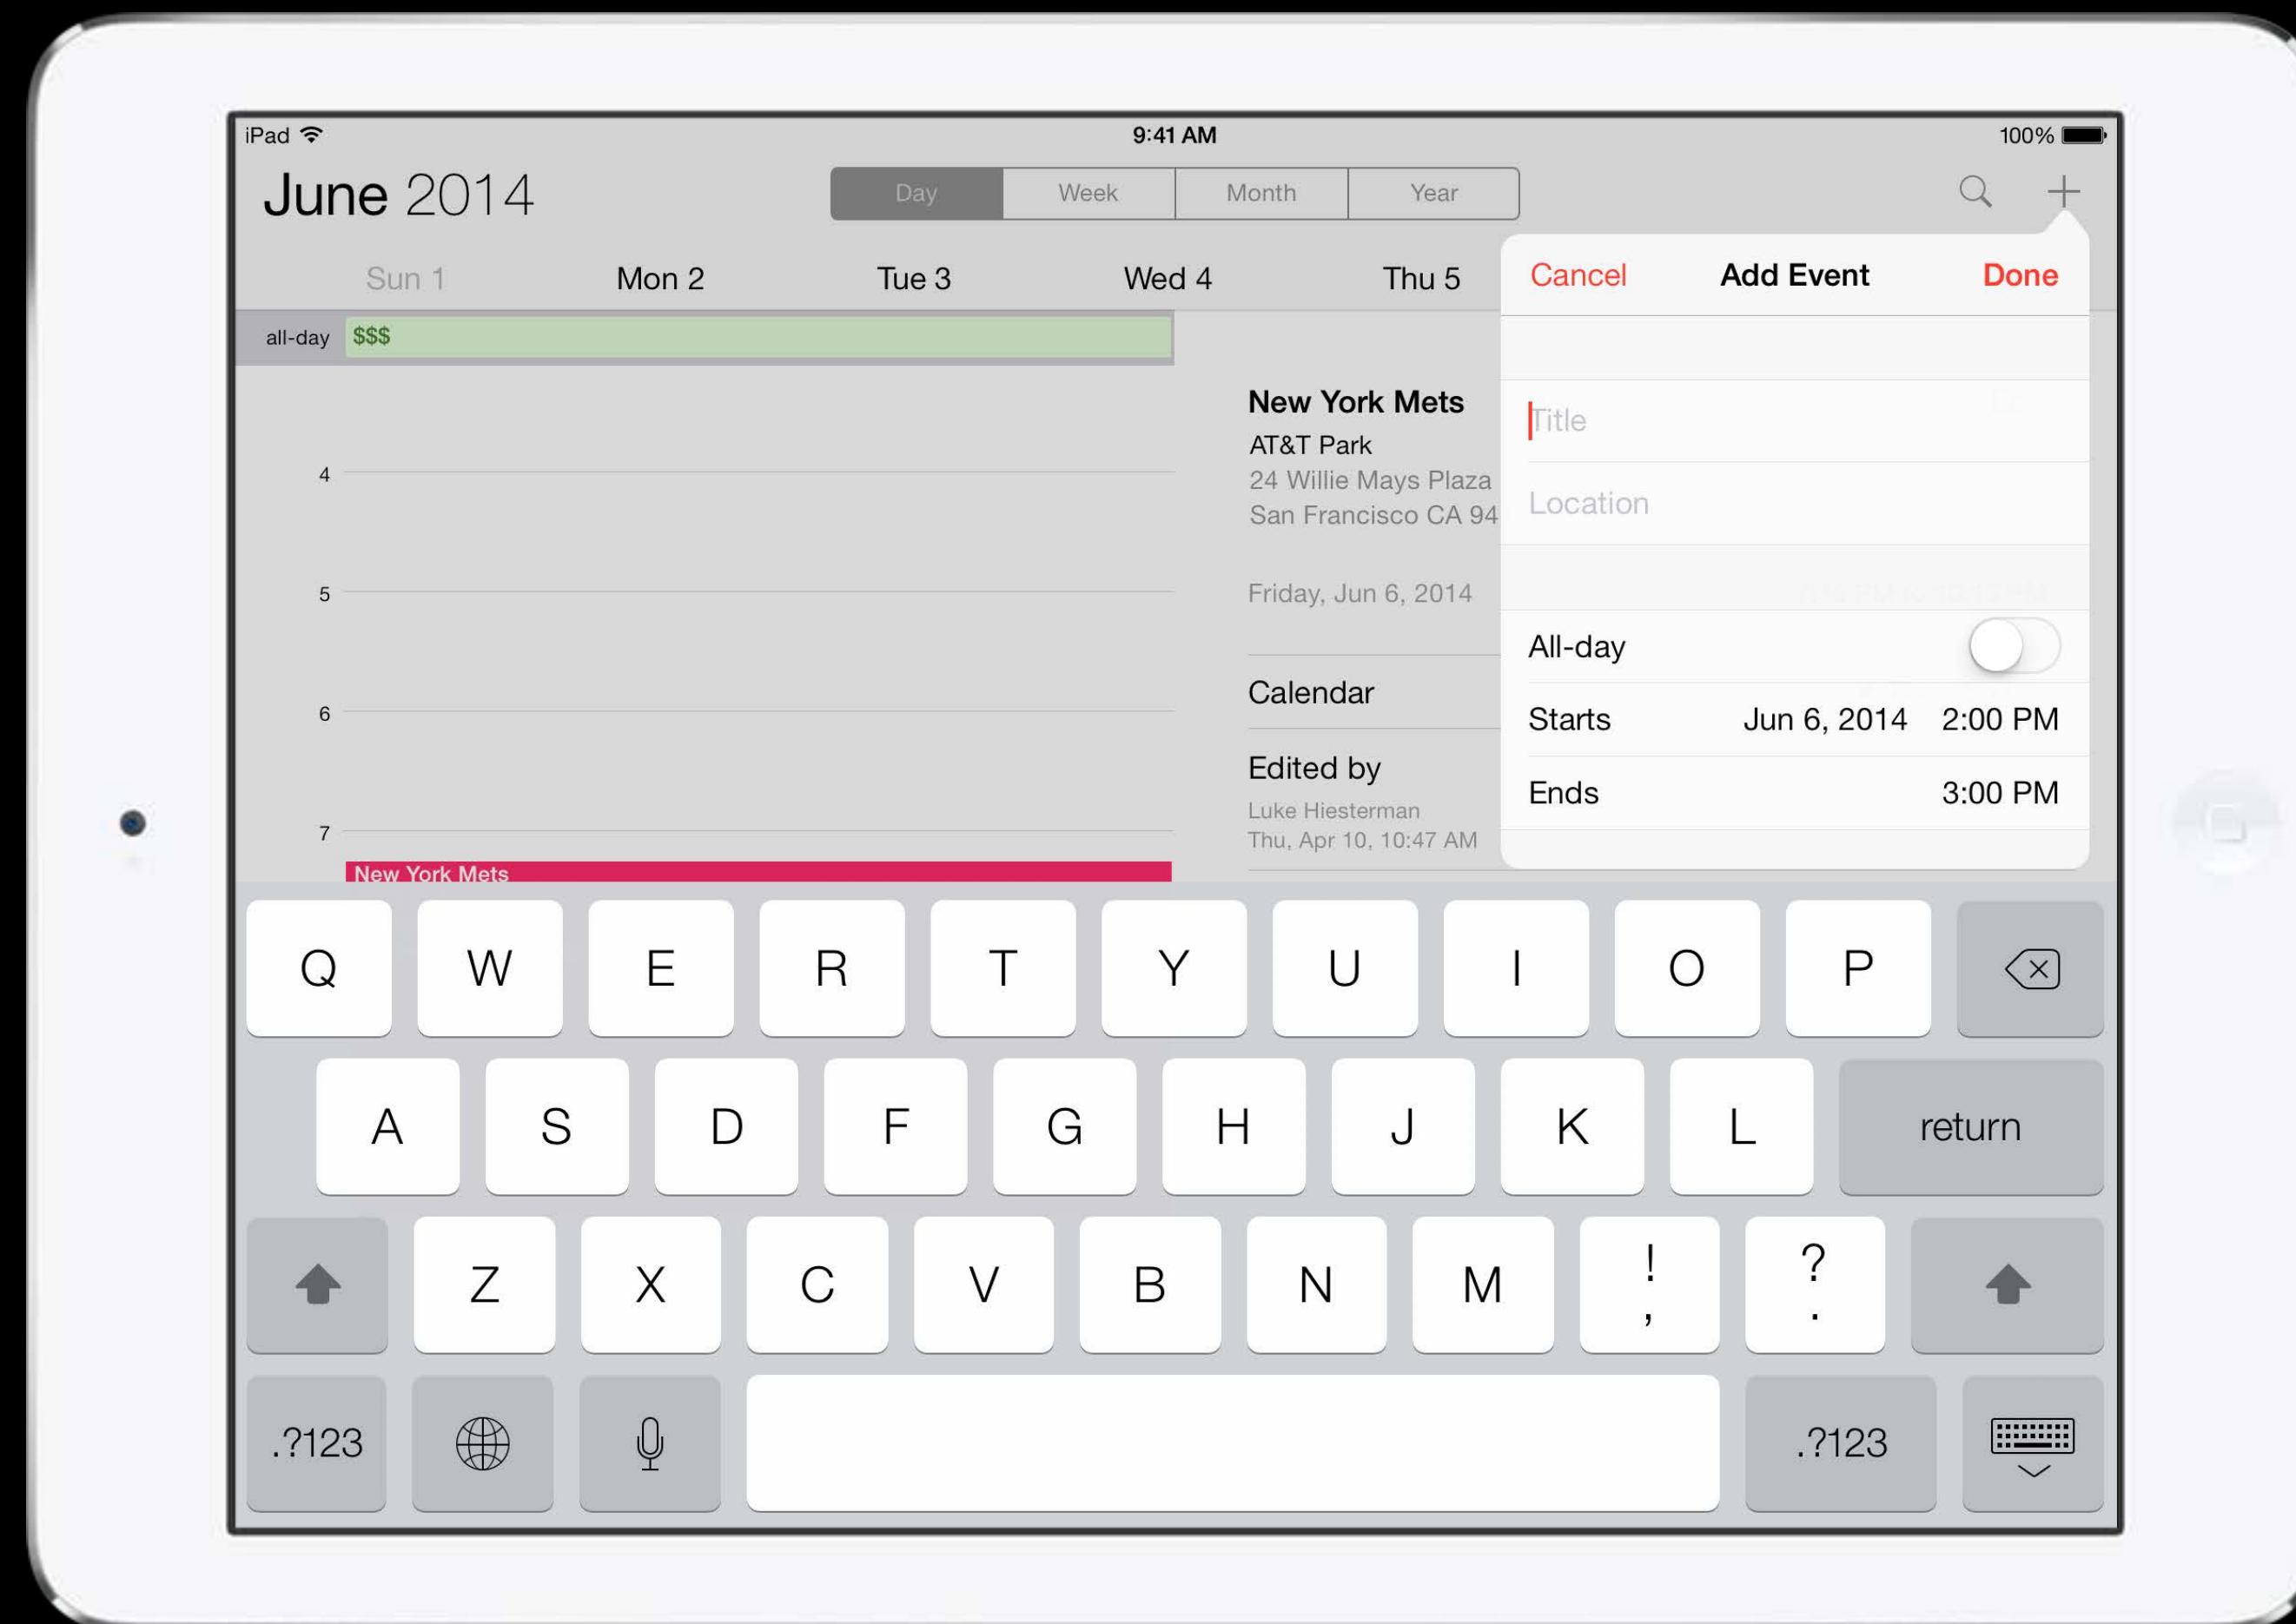 iPad 9:41 AM 100%
June 2014
Day Week Month Year
Sun 1 Mon 2 Tue 3 Wed 4 Thu 5
all-day $$$
4
5
6
7
New York Mets
New York Mets
AT&T Park
24 Willie Mays Plaza
San Francisco CA 94
Friday, Jun 6, 2014
Calendar
Edited by
Luke Hiesterman
Thu, Apr 10, 10:47 AM
Cancel Add Event Done
Title
Location
All-day
Starts Jun 6, 2014 2:00 PM
Ends 3:00 PM
Q W E R T Y U I O P
A S D F G H J K L return
Z X C V B N M ! , ? .
.?123 .?123